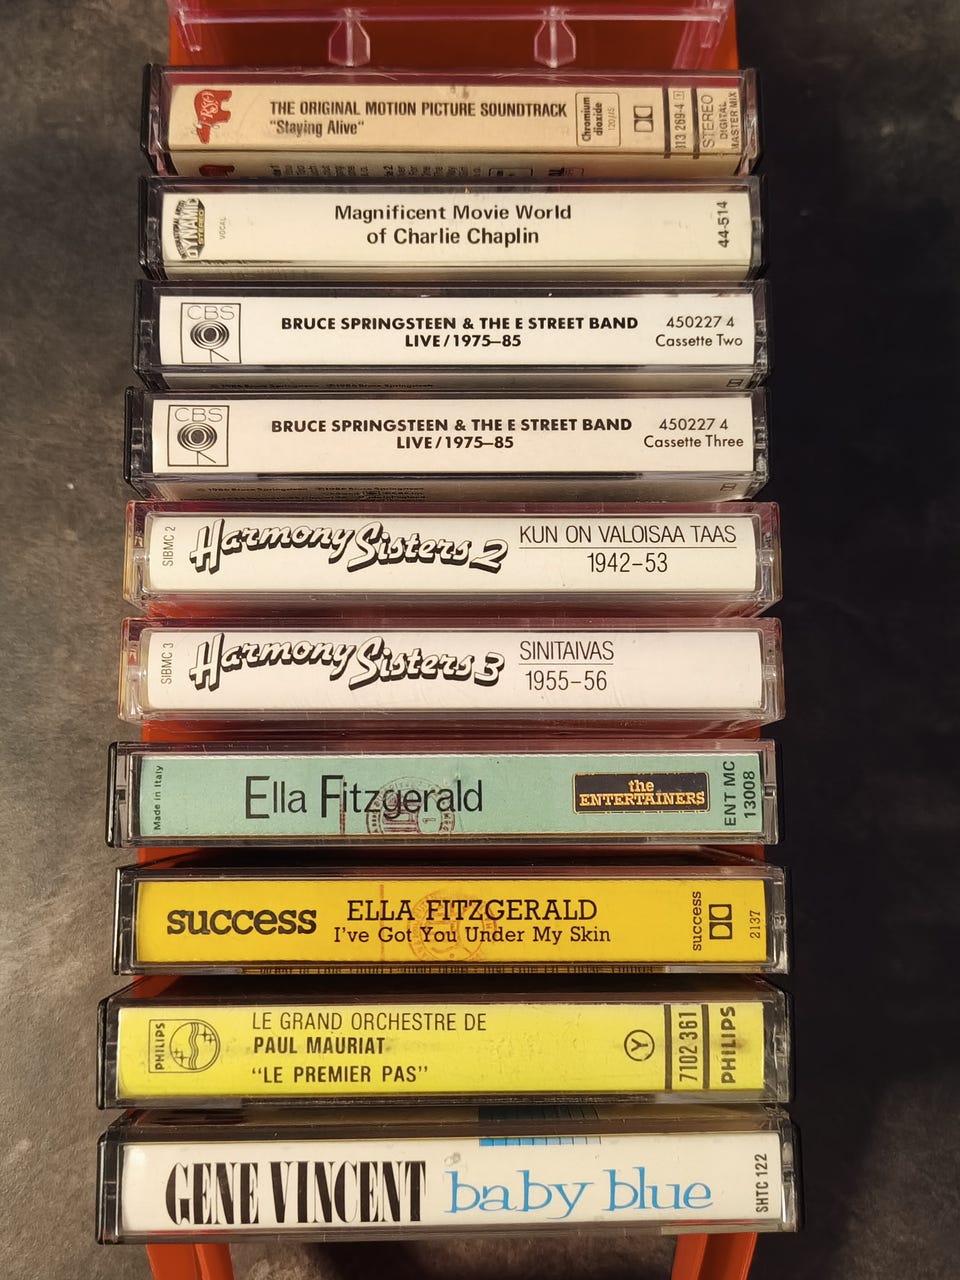 RSO
THE ORIGINAL MOTION PICTURE SOUNDTRACK
"Staying Alive"
Chromium
dioxide
120µS
813 269-4
STEREO
DIGITAL
MASTER MIX
DYNAMIC
STEREO
VOCAL
Magnificent Movie World
of Charlie Chaplin
44-514
CBS
BRUCE SPRINGSTEEN & THE E STREET BAND
LIVE/1975–85
450227 4
Cassette Two
CBS
BRUCE SPRINGSTEEN & THE E STREET BAND
LIVE/1975–85
450227 4
Cassette Three
SIBMC 2
Harmony Sisters 2
KUN ON VALOISAA TAAS
1942–53
SIBMC 3
Harmony Sisters 3
SINITAIVAS
1955–56
Made in Italy
Ella Fitzgerald
the
ENTERTAINERS
ENT MC
13008
success
ELLA FITZGERALD
I've Got You Under My Skin
success
2137
PHILIPS
LE GRAND ORCHESTRE DE
PAUL MAURIAT
"LE PREMIER PAS"
Y
7102 361
PHILIPS
GENE VINCENT
baby blue
SHTC 122